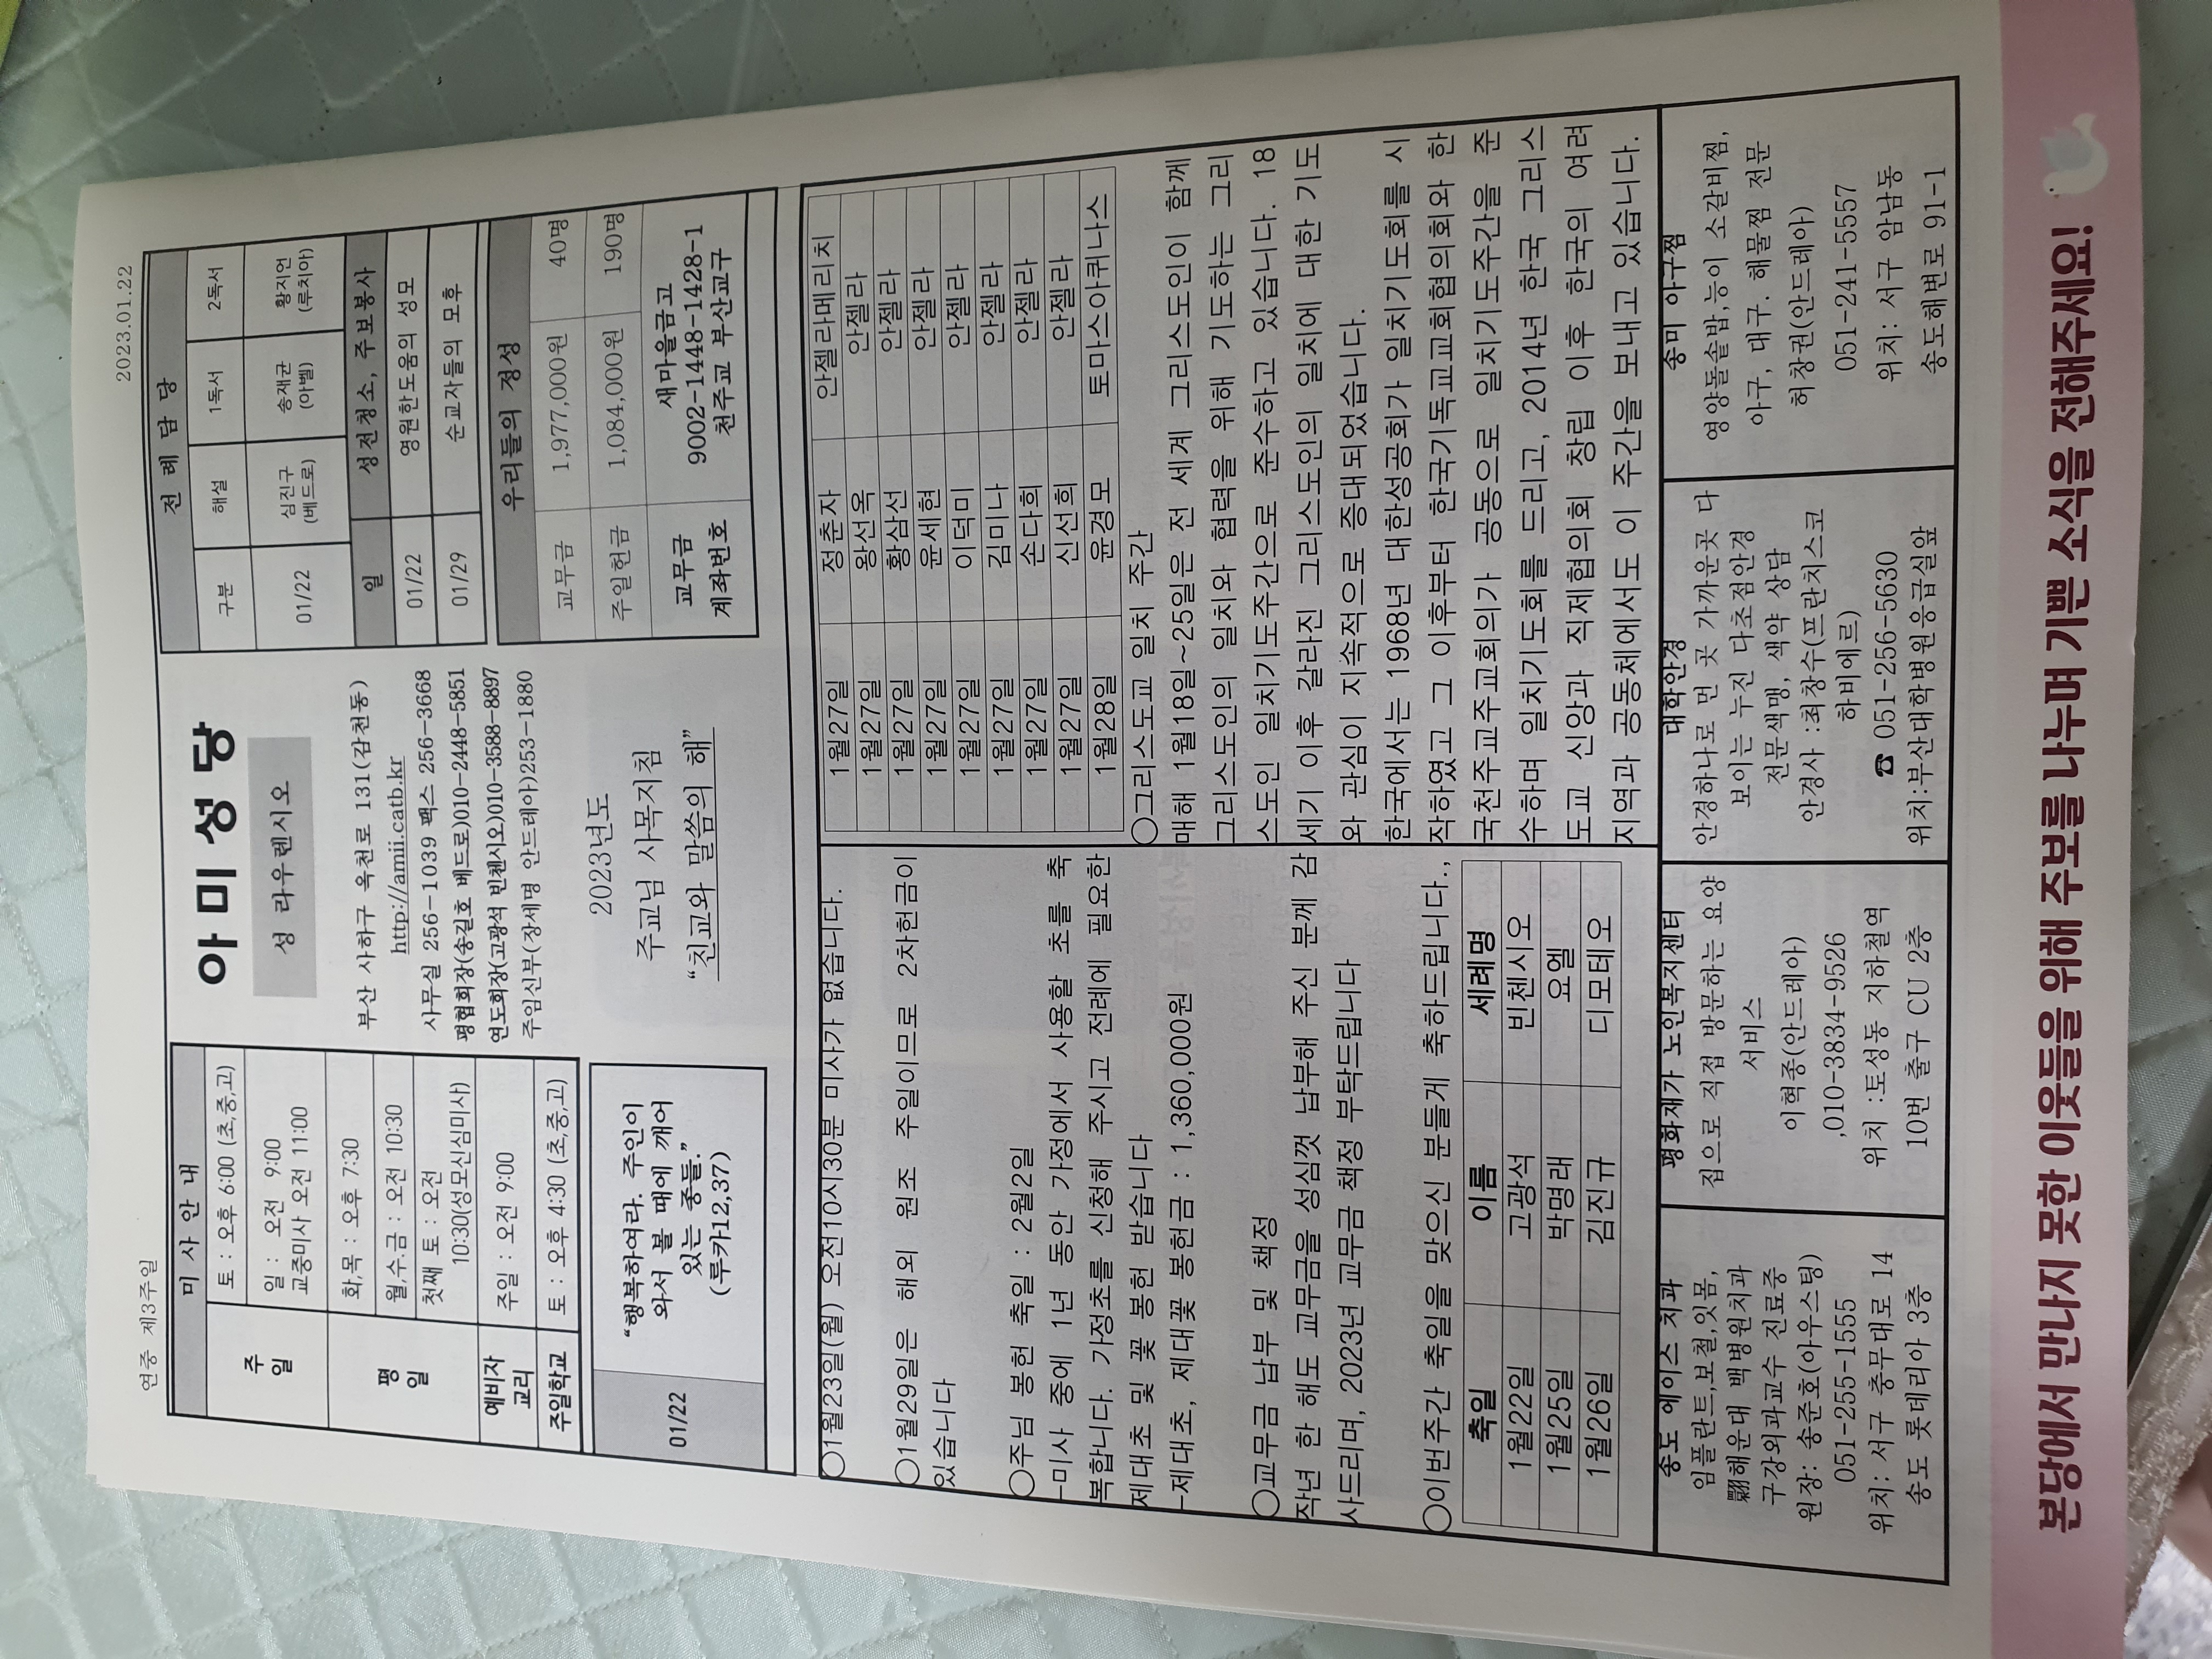 연중 제3주일
2023.01.22
미 사 안 내
주일
토 : 오후 6:00 (초,중,고)
일 : 오전 9:00
교중미사 오전 11:00
평일
화,목 : 오후 7:30
월,수,금 : 오전 10:30
첫째 토 : 오전
10:30(성모신심미사)
예비자 교리
주일 : 오전 9:00
주일학교
토 : 오후 4:30 (초,중,고)
01/22
“행복하여라. 주인이
와서 볼 때에 깨어
있는 종들.”
(루카12,37)
아미성당
성 라우렌시오
부산 사하구 옥천로 131(감천동)
http://amii.catb.kr
사무실 256-1039 팩스 256-3668
평협회장(송길호 베드로)010-2448-5851
연도회장(고광석 빈첸시오)010-3588-8897
주임신부(장세명 안드레아)253-1880
2023년도
주교님 사목지침
“친교와 말씀의 해”
전 례 담 당
구분 해설 1독서 2독서
01/22 심진구 (베드로) 송재균 (아벨) 황지언 (루치아)
일 성전청소, 주보봉사
01/22 영원한도움의 성모
01/29 순교자들의 모후
우리들의 정성
교무금 1,977,000원 40명
주일헌금 1,084,000원 190명
교무금 계좌번호
새마을금고
9002-1448-1428-1
천주교 부산교구
○1월23일(월) 오전10시30분 미사가 없습니다.
○1월29일은 해외 원조 주일이므로 2차헌금이
있습니다
○주님 봉헌 축일 : 2월2일
-미사 중에 1년 동안 가정에서 사용할 초를 축
복합니다. 가정초를 신청해 주시고 전례에 필요한
제대초 및 꽃 봉헌 받습니다
-제대초, 제대꽃 봉헌금 : 1,360,000원
○교무금 납부 및 책정
작년 한 해도 교무금을 성심껏 납부해 주신 분께 감
사드리며, 2023년 교무금 책정 부탁드립니다
○이번주간 축일을 맞으신 분들게 축하드립니다.,
축일 이름 세례명
1월22일 고광석 빈첸시오
1월25일 박명래 요엘
1월26일 김진규 디모테오
1월27일 정춘자 안젤라메리치
1월27일 왕선옥 안젤라
1월27일 황삼선 안젤라
1월27일 윤세현 안젤라
1월27일 이덕미 안젤라
1월27일 김미나 안젤라
1월27일 손다희 안젤라
1월27일 신선희 안젤라
1월28일 윤경모 토마스아퀴나스
○그리스도교 일치 주간
매해 1월18일~25일은 전 세계 그리스도인이 함께
그리스도인의 일치와 협력을 위해 기도하는 그리
스도인 일치기도주간으로 준수하고 있습니다. 18
세기 이후 갈라진 그리스도인의 일치에 대한 기도
와 관심이 지속적으로 증대되었습니다.
한국에서는 1968년 대한성공회가 일치기도회를 시
작하였고 그 이후부터 한국기독교교회협의회와 한
국천주교주교회의가 공동으로 일치기도주간을 준
수하며 일치기도회를 드리고, 2014년 한국 그리스
도교 신앙과 직제협의회 창립 이후 한국의 여러
지역과 공동체에서도 이 주간을 보내고 있습니다.
송도 에이스 치과
임플란트,보철,잇몸,
해운대 백병원치과
구강외과교수 진료중
원장: 송준호(아우스팅)
051-255-1555
위치: 서구 충무대로 14
송도 롯데리아 3층
평화재가 노인복지센터
집으로 직접 방문하는 요양
서비스
이혁종(안드레아)
,010-3834-9526
위치 :토성동 지하철역
10번 출구 CU 2층
대학안경
안경하나로 먼 곳 가까운곳 다
보이는 누진 다초점안경
전문색맹, 색약 상담
안경사 :최창수(프란치스코
하비에르)
☎ 051-256-5630
위치:부산대학병원응급실앞
송미 아구찜
영양돌솥밥,능이 소갈비찜,
아구, 대구. 해물찜 전문
허창권(안드레아)
051-241-5557
위치: 서구 암남동
송도해변로 91-1
본당에서 만나지 못한 이웃들을 위해 주보를 나누며 기쁜 소식을 전해주세요!